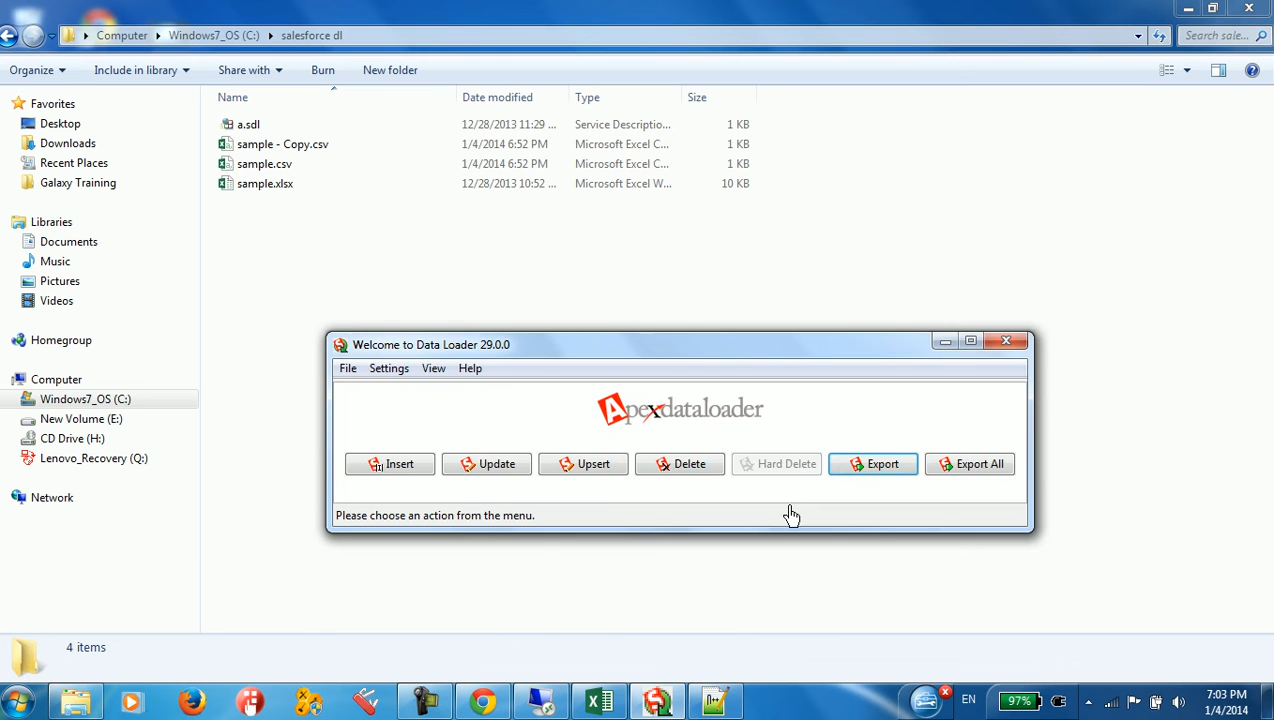 Computer Windows7_OS (C:) salesforce dl Search sale...
Organize Include in library Share with Burn New folder
Name Date modified Type Size
Favorites
Desktop
Downloads
Recent Places
Galaxy Training
Libraries
Documents
Music
Pictures
Videos
Homegroup
Computer
Windows7_OS (C:)
New Volume (E:)
CD Drive (H:)
Lenovo_Recovery (Q:)
Network
a.sdl 12/28/2013 11:29 ... Service Descriptio... 1 KB
sample - Copy.csv 1/4/2014 6:52 PM Microsoft Excel C... 1 KB
sample.csv 1/4/2014 6:52 PM Microsoft Excel C... 1 KB
sample.xlsx 12/28/2013 10:52 ... Microsoft Excel W... 10 KB
Welcome to Data Loader 29.0.0
File Settings View Help
Apexdataloader
Insert Update Upsert Delete Hard Delete Export Export All
Please choose an action from the menu.
4 items
EN 97% 7:03 PM
1/4/2014